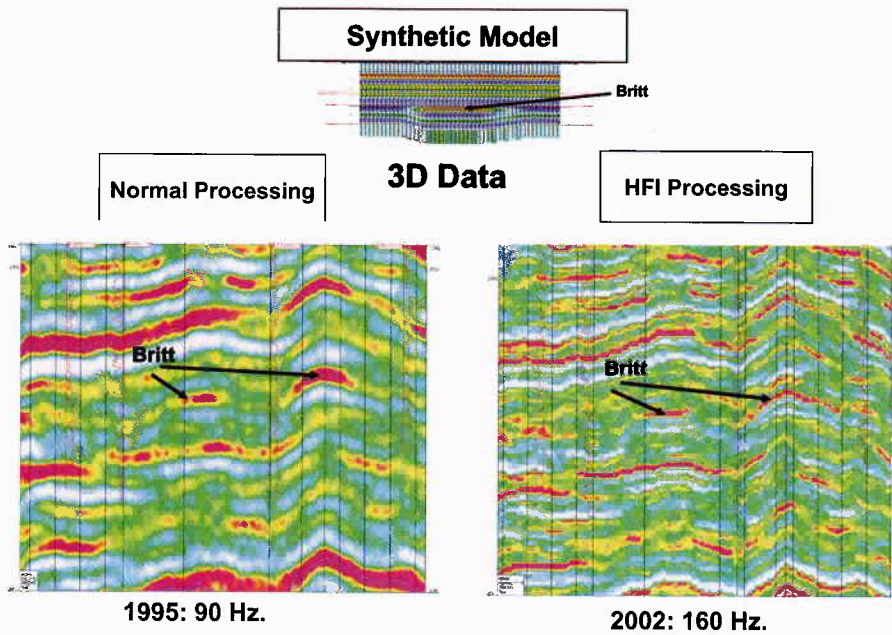 Synthetic Model
Britt
3D Data
Normal Processing
HFI Processing
Britt
Britt
1995: 90 Hz.
2002: 160 Hz.